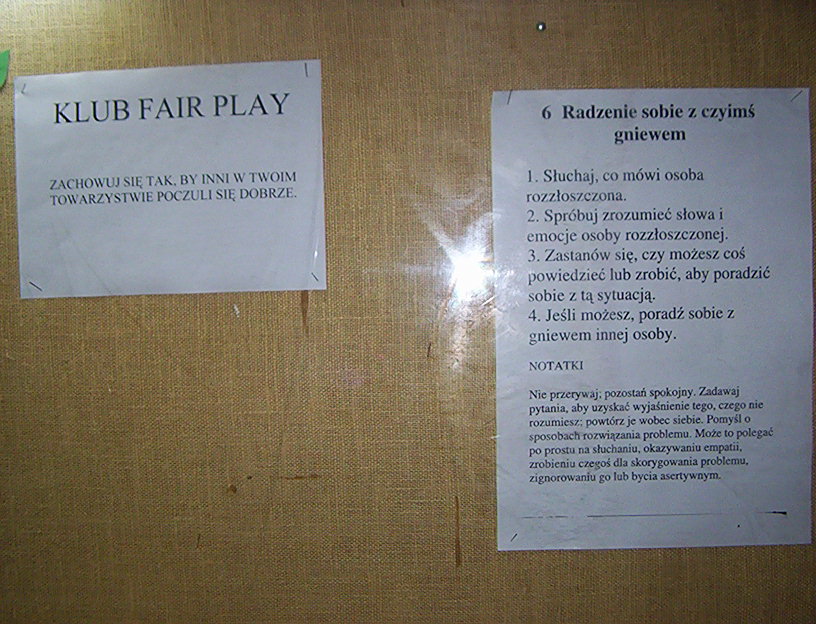 KLUB FAIR PLAY
ZACHOWUJ SIĘ TAK, BY INNI W TWOIM
TOWARZYSTWIE POCZULI SIĘ DOBRZE.
6 Radzenie sobie z czyimś
gniewem
1. Słuchaj, co mówi osoba
rozzłoszczona.
2. Spróbuj zrozumieć słowa i
emocje osoby rozzłoszczonej.
3. Zastanów się, czy możesz coś
powiedzieć lub zrobić, aby poradzić
sobie z tą sytuacją.
4. Jeśli możesz, poradź sobie z
gniewem innej osoby.
NOTATKI
Nie przerywaj; pozostań spokojny. Zadawaj
pytania, aby uzyskać wyjaśnienie tego, czego nie
rozumiesz; powtórz je wobec siebie. Pomyśl o
sposobach rozwiązania problemu. Może to polegać
po prostu na słuchaniu, okazywaniu empatii,
zrobieniu czegoś dla skorygowania problemu,
zignorowaniu go lub bycia asertywnym.